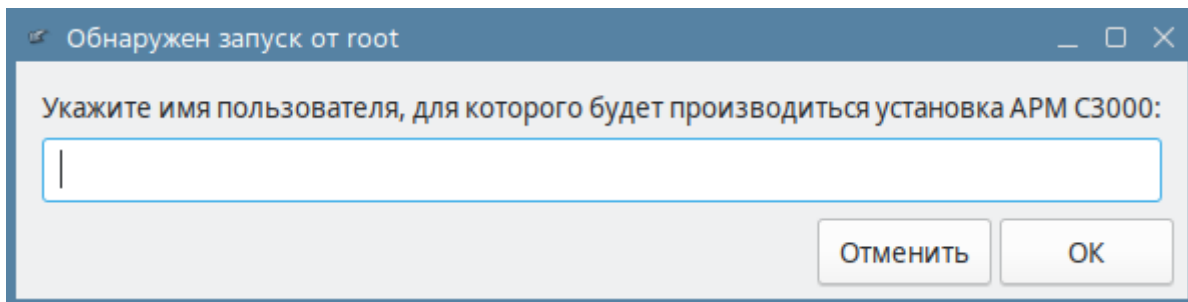 Обнаружен запуск от root
Укажите имя пользователя, для которого будет производиться установка АРМ С3000:
Отменить
ОК